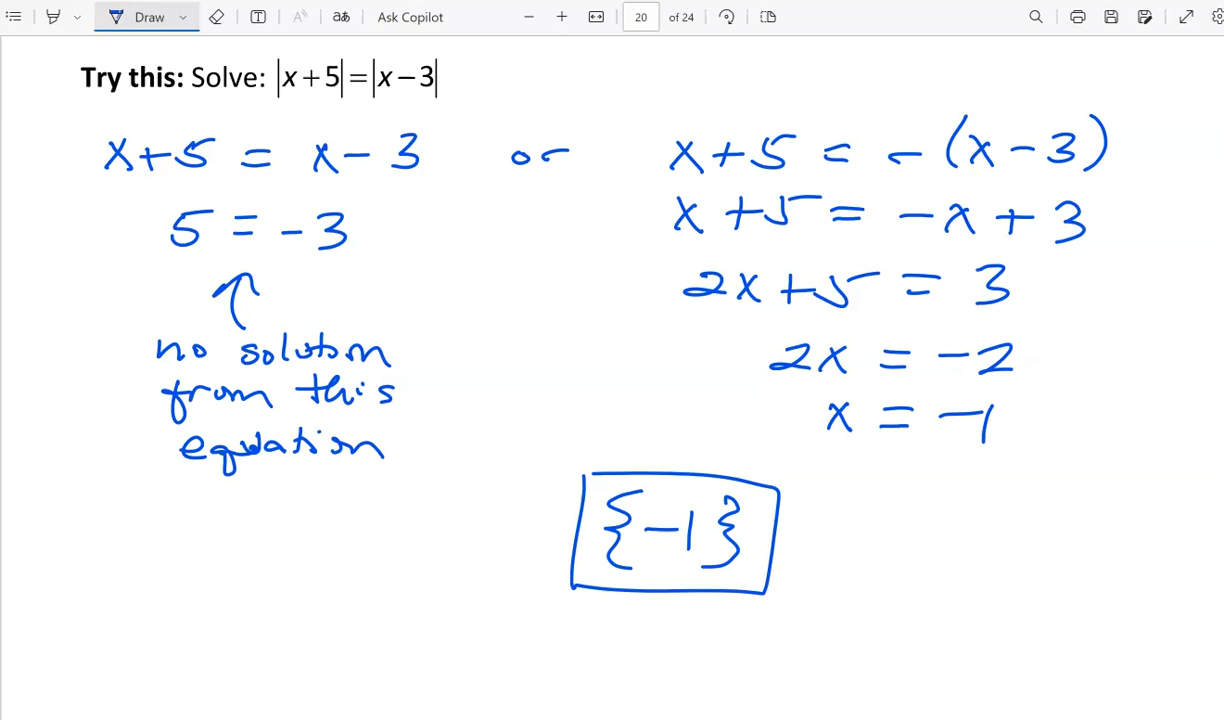 Draw
Ask Copilot
20 of 24
Try this: Solve: |x + 5| = |x − 3|
x + 5 = x − 3 or x + 5 = −(x − 3)
5 = −3
x + 5 = −x + 3
2x + 5 = 3
no solution
from this
equation
2x = −2
x = −1
{−1}